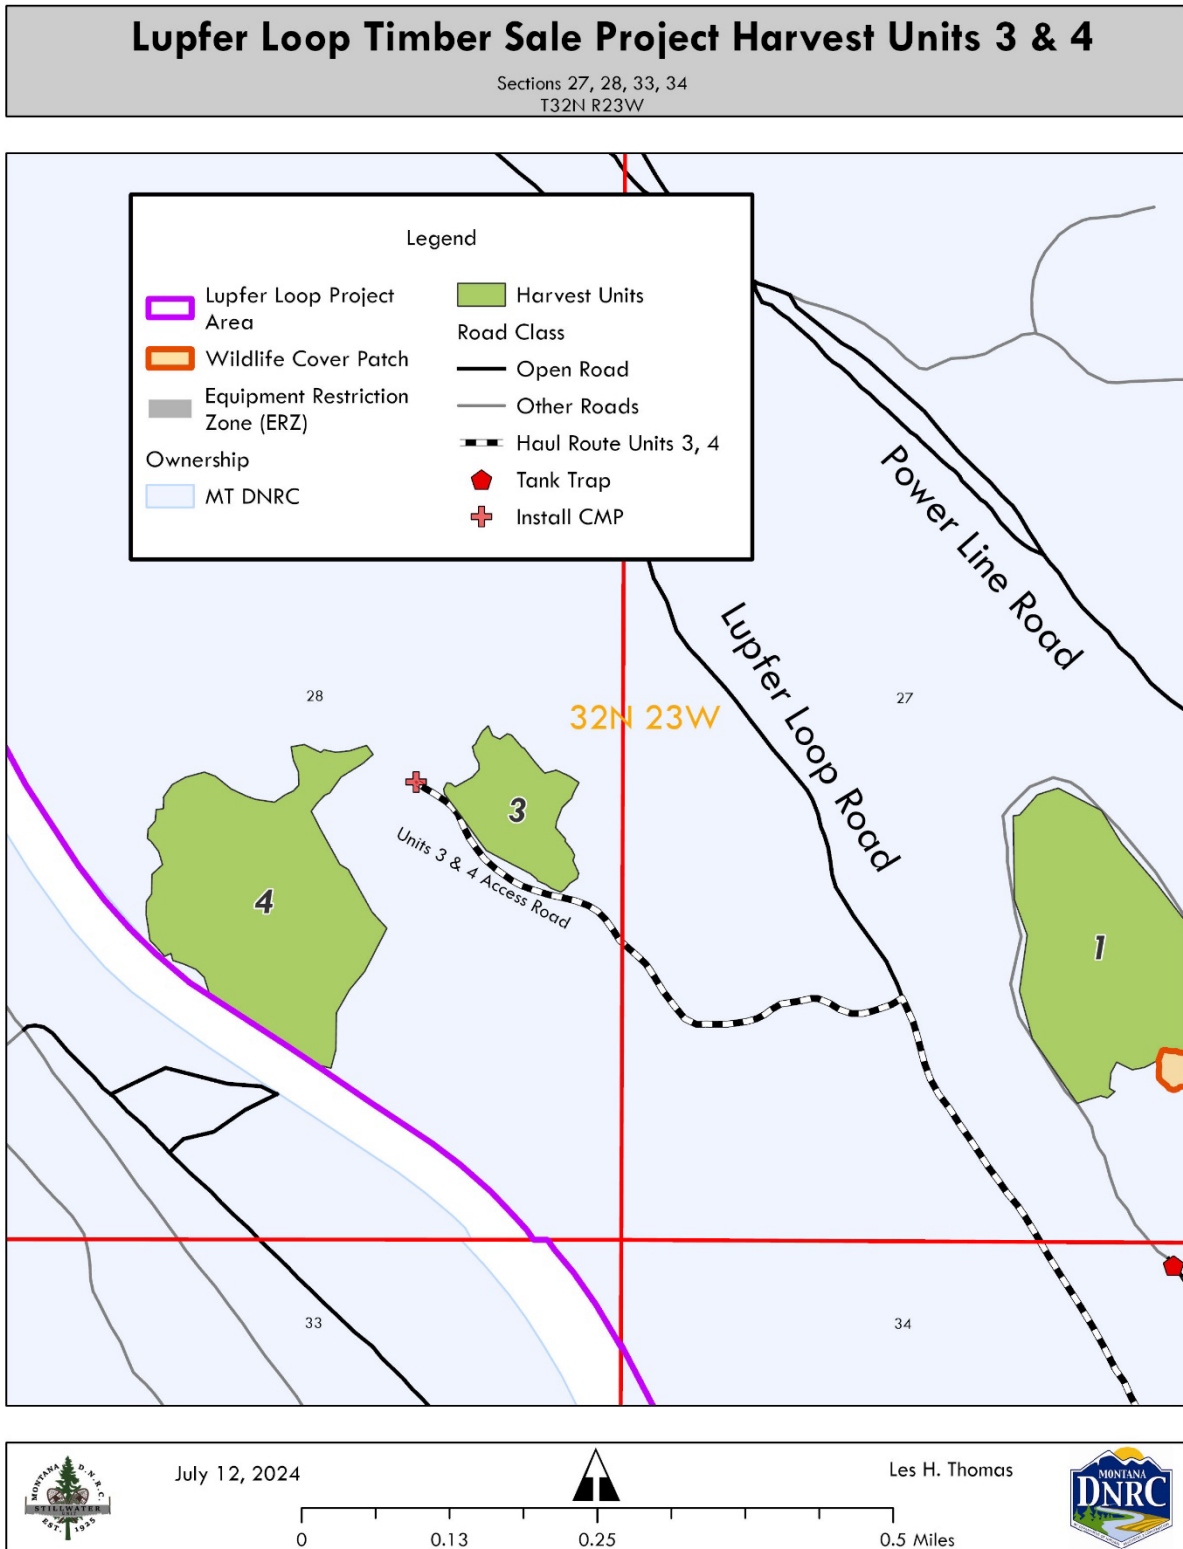 Lupfer Loop Timber Sale Project Harvest Units 3 & 4
Sections 27, 28, 33, 34
T32N R23W
Legend
Lupfer Loop Project
Area
Wildlife Cover Patch
Equipment Restriction
Zone (ERZ)
Ownership
MT DNRC
Harvest Units
Road Class
Open Road
Other Roads
Haul Route Units 3, 4
Tank Trap
Install CMP
Power Line Road
Lupfer Loop Road
28
27
32N 23W
3
Units 3 & 4 Access Road
4
1
33
34
MONTANA D.N.R.C.
STILLWATER
UNIT
EST. 1925
July 12, 2024
0
0.13
0.25
0.5 Miles
Les H. Thomas
MONTANA
DNRC